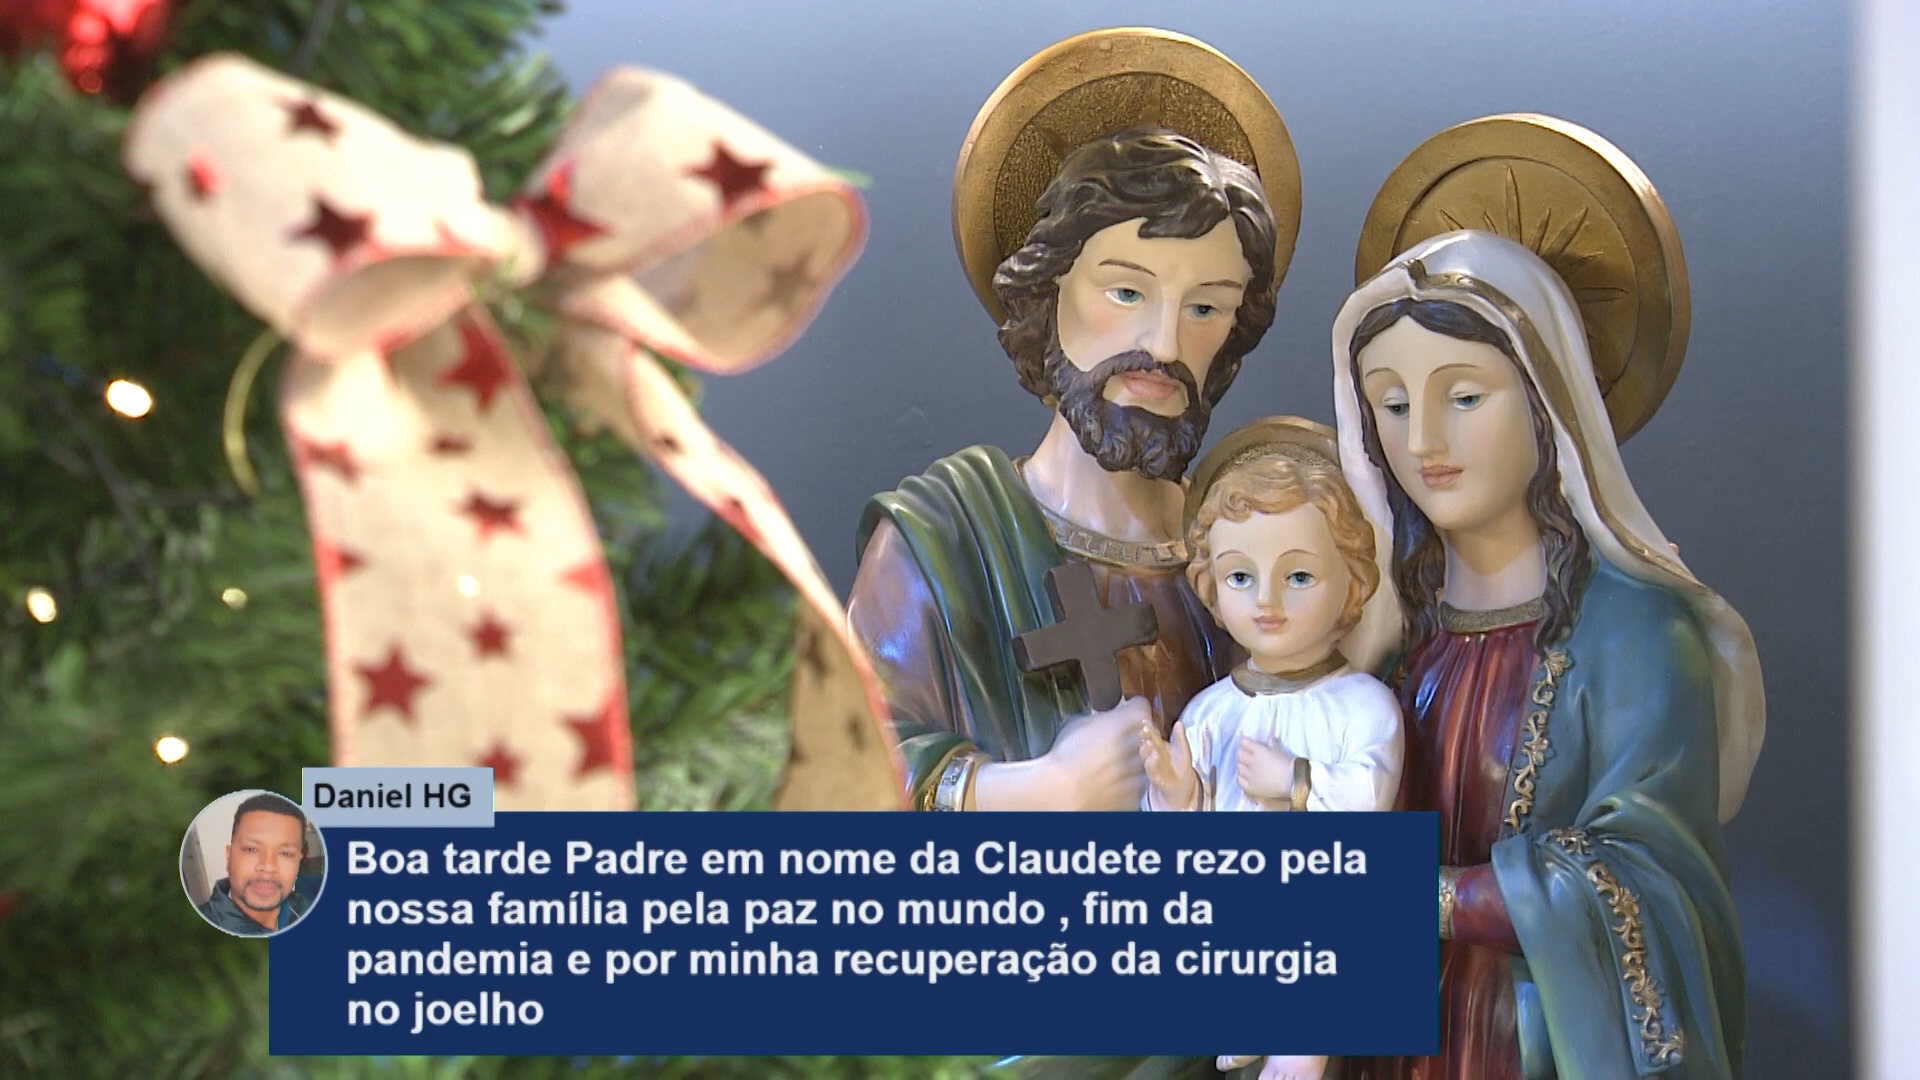 Daniel HG
Boa tarde Padre em nome da Claudete rezo pela
nossa família pela paz no mundo , fim da
pandemia e por minha recuperação da cirurgia
no joelho